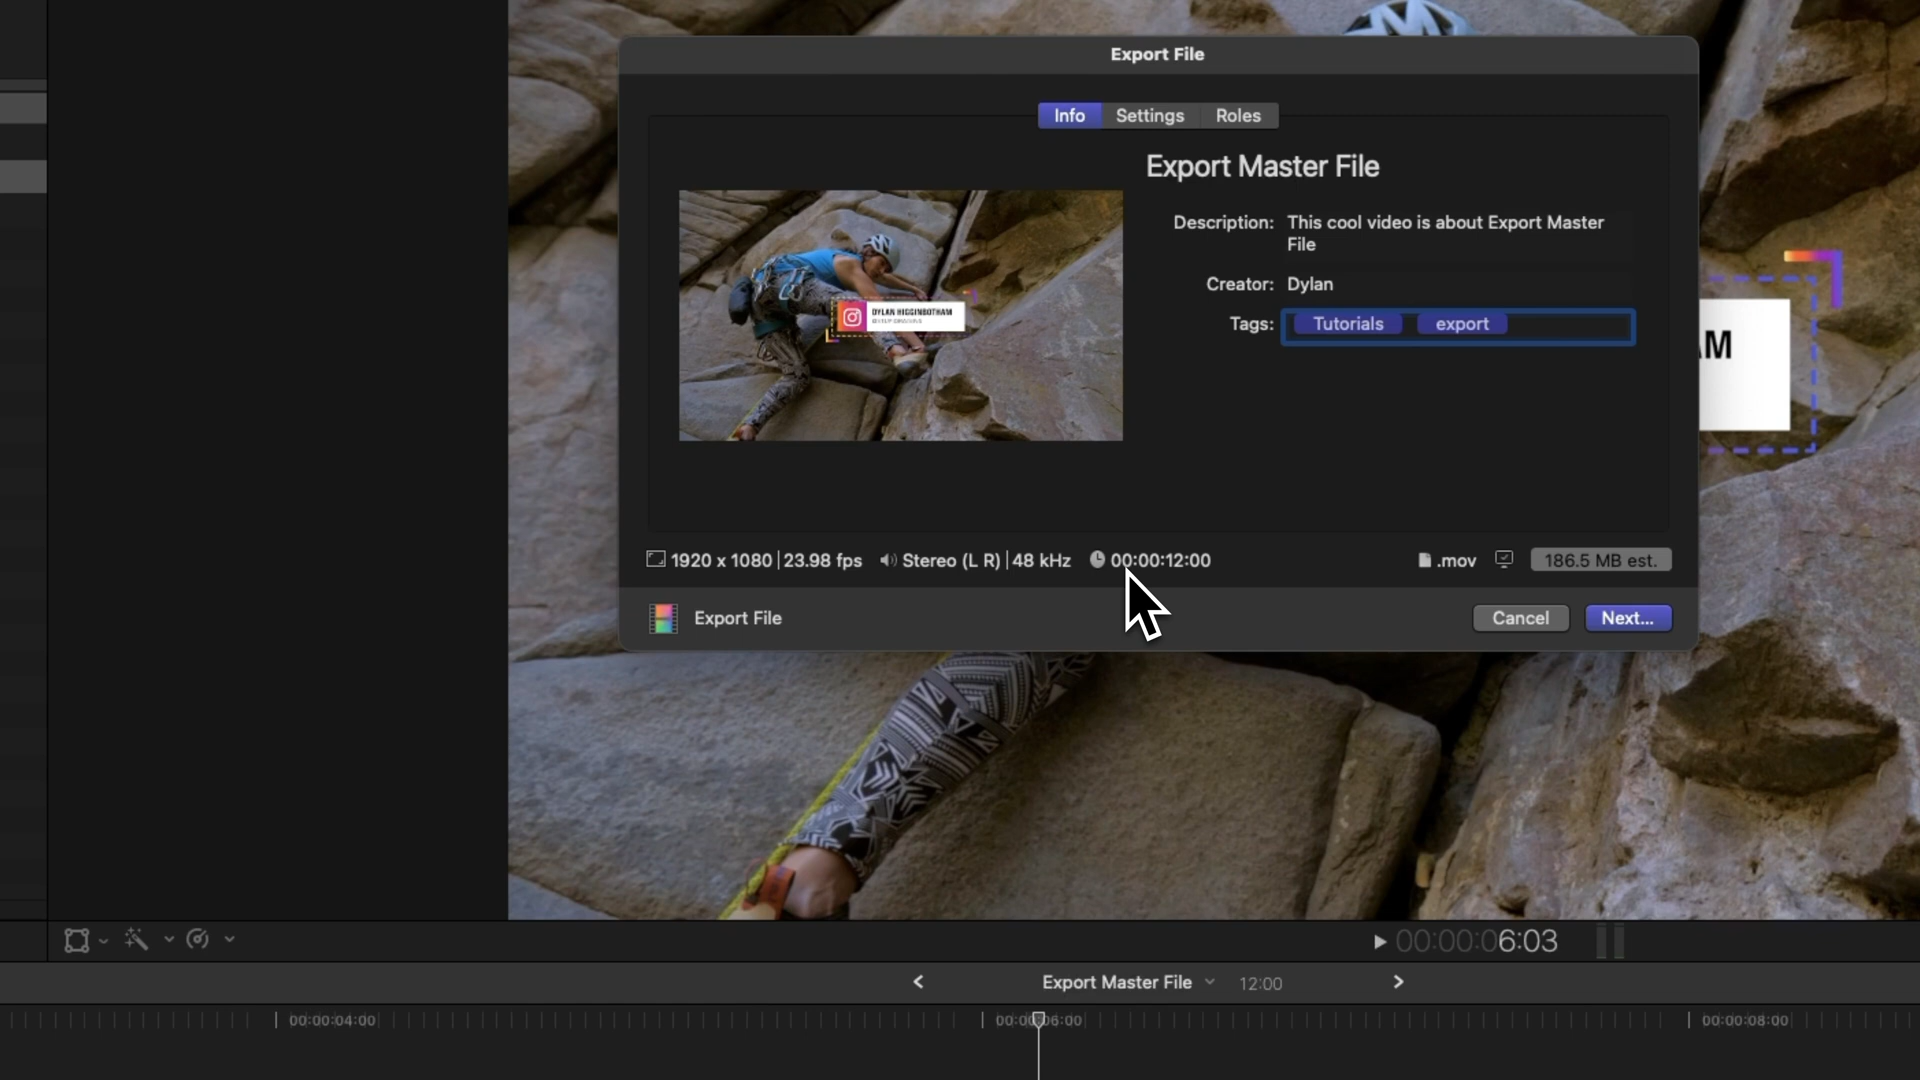 Export File
Info Settings Roles
Export Master File
Description: This cool video is about Export Master
File
Creator: Dylan
Tags: Tutorials export
DYLAN HIGGINBOTHAM
AM
1920 x 1080 | 23.98 fps Stereo (L R) | 48 kHz 00:00:12:00 .mov 186.5 MB est.
Export File Cancel Next...
00:00:06:03
Export Master File 12:00
00:00:04:00 00:00:06:00 00:00:08:00